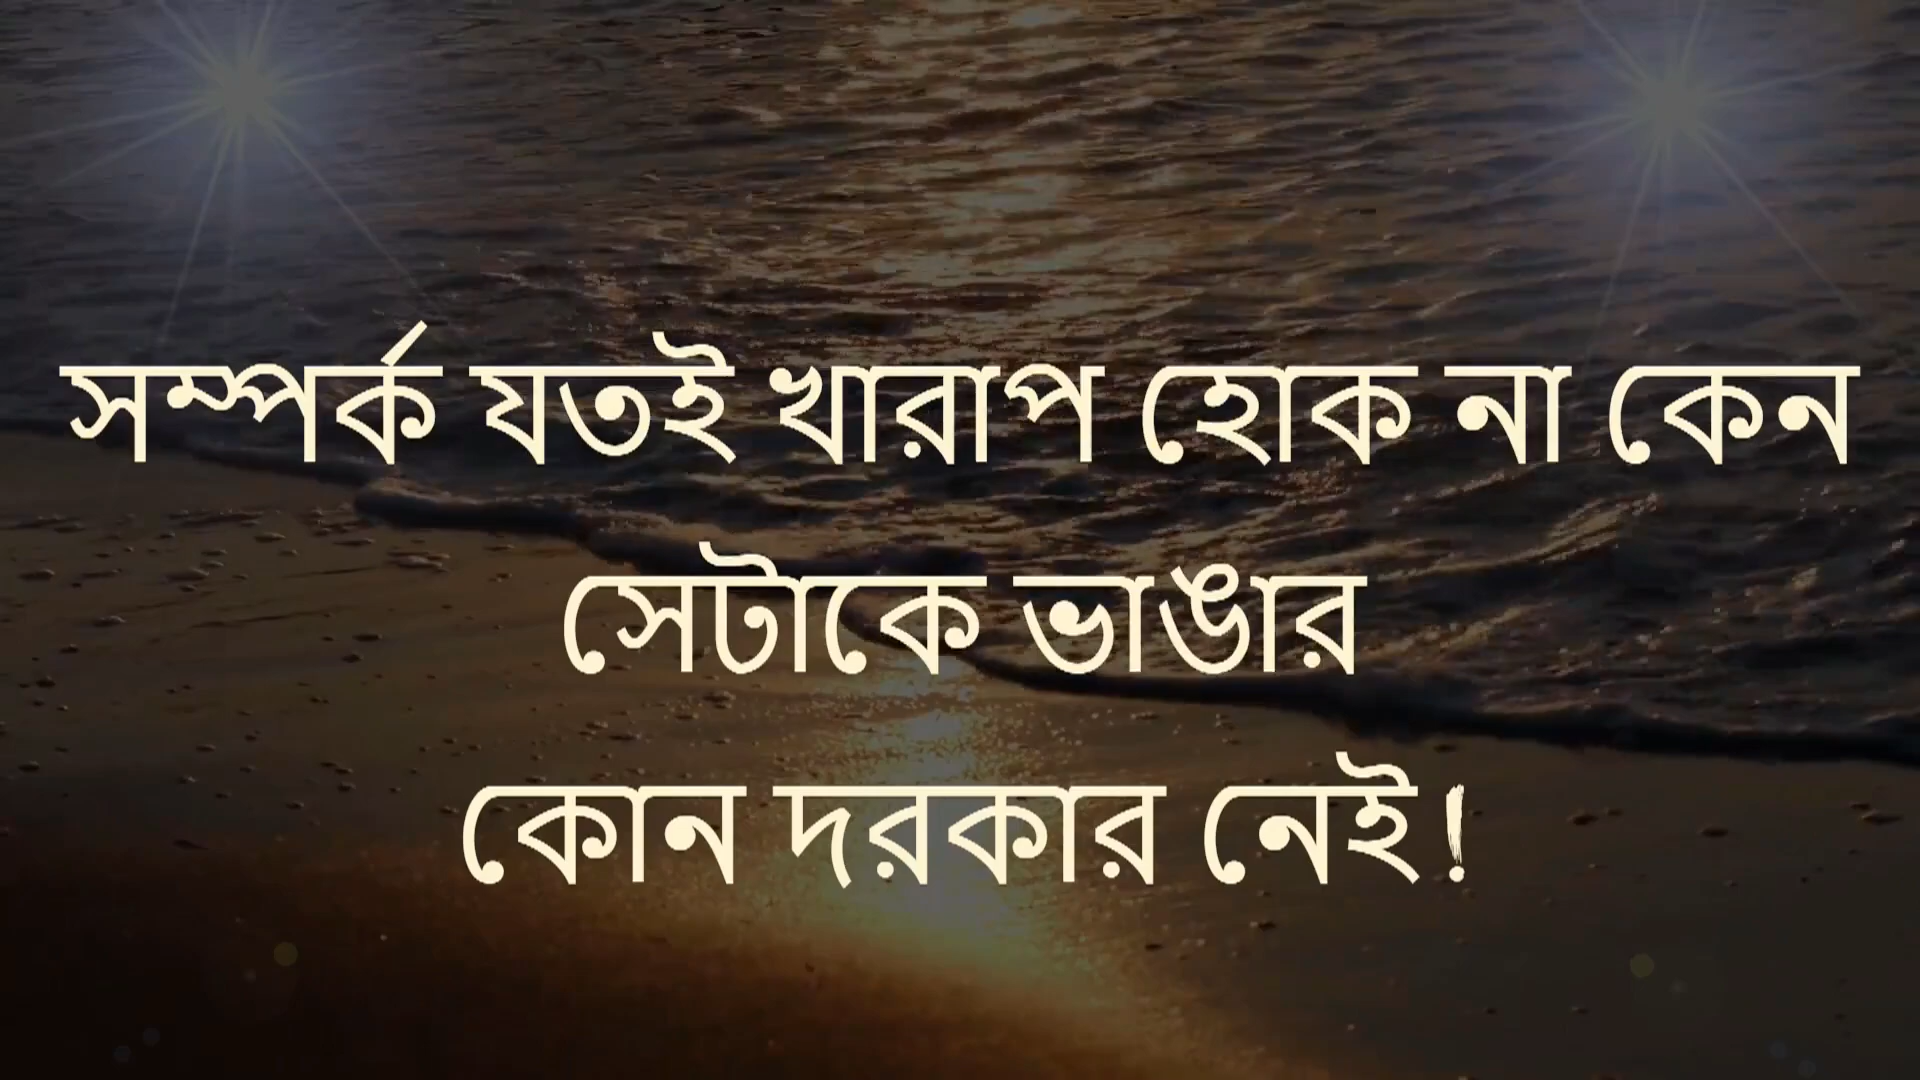 সম্পর্ক যতই খারাপ হোক না কেন
সেটাকে ভাঙার
কোন দরকার নেই!